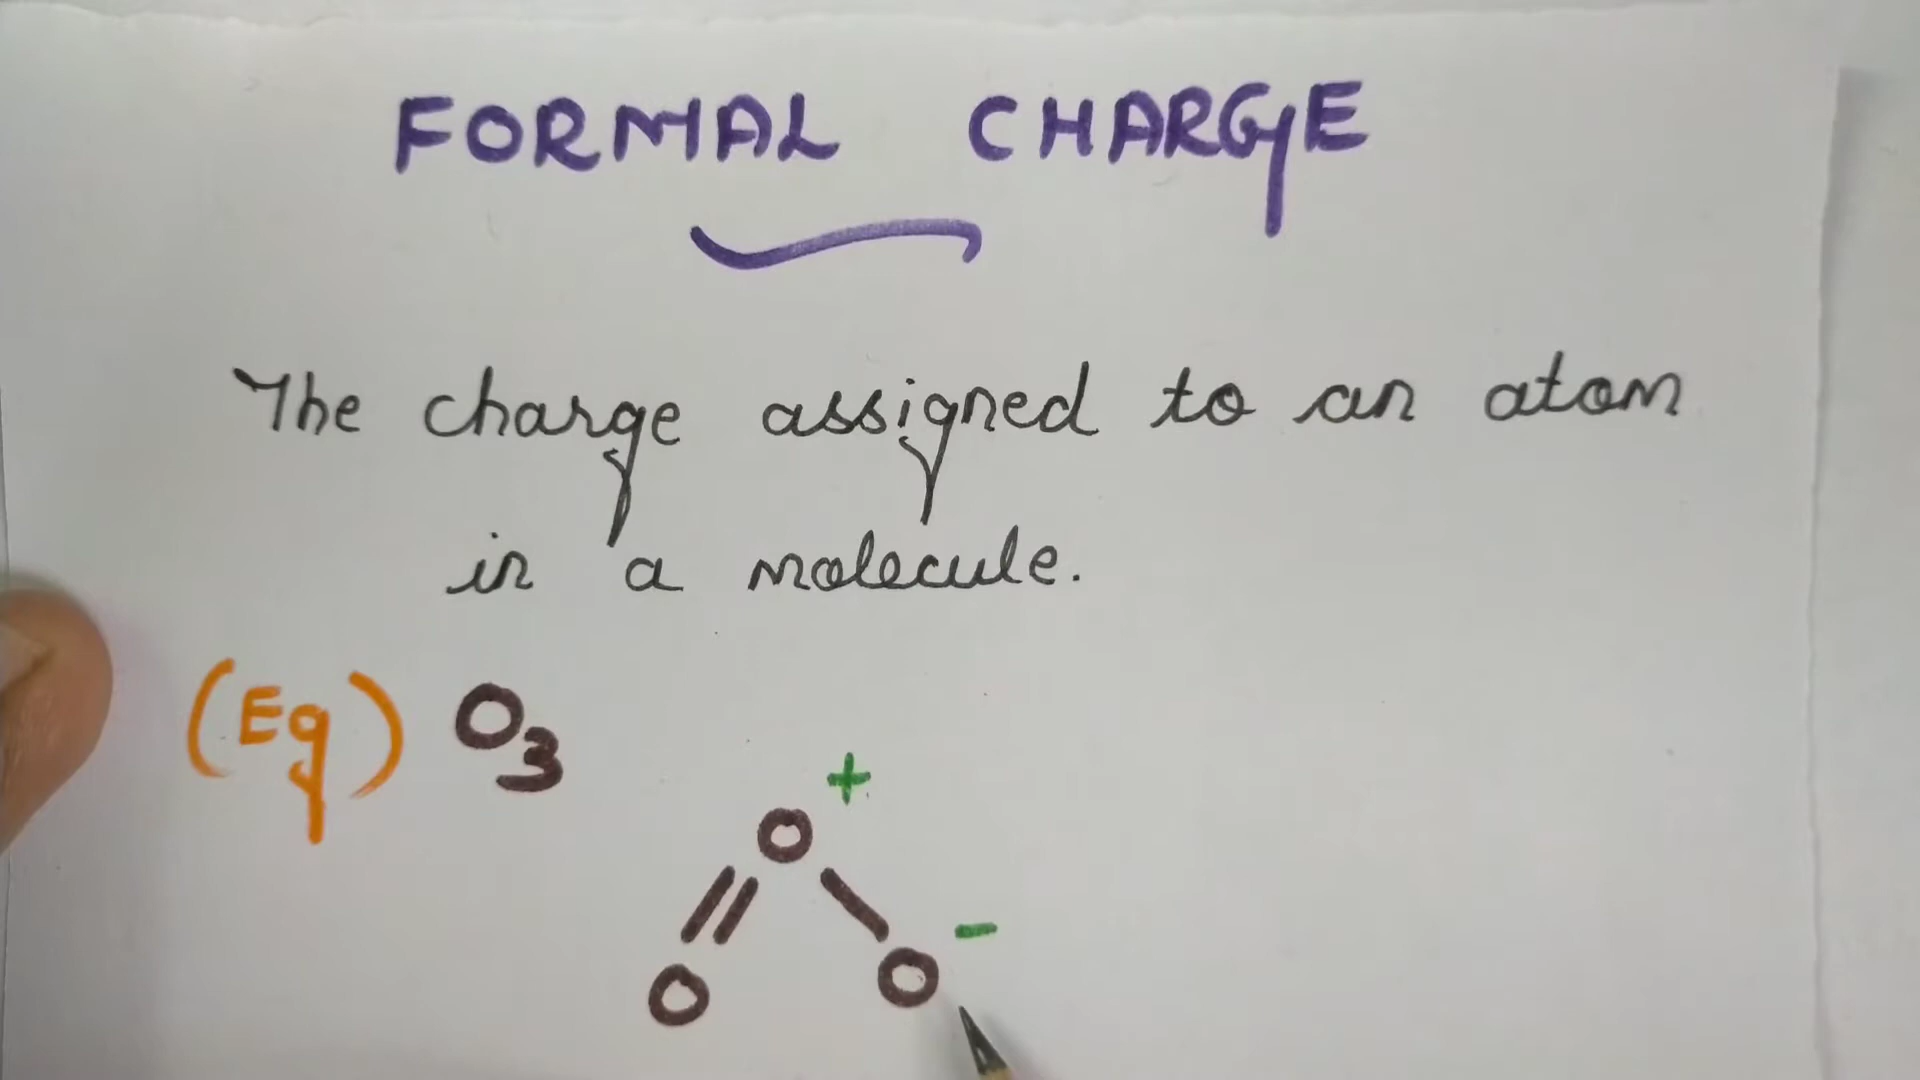 FORMAL CHARGE
The charge assigned to an atom
in a molecule.
(Eg) O3
O +
O O -